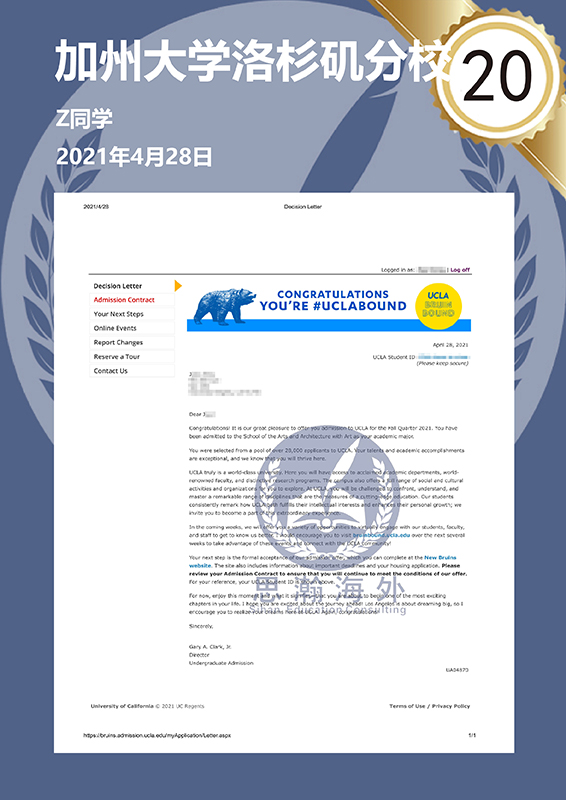 加州大学洛杉矶分校
20
Z同学
2021年4月28日
2021/4/28 Decision Letter
Logged in as: | Log off
Decision Letter
Admission Contract
Your Next Steps
Online Events
Report Changes
Reserve a Tour
Contact Us
CONGRATULATIONS
YOU'RE #UCLABOUND
UCLA
BRUIN
BOUND
April 28, 2021
UCLA Student ID
(Please keep secure)
Dear J
Congratulations! It is our great pleasure to offer you admission to UCLA for the Fall Quarter 2021. You have
been admitted to the School of the Arts and Architecture with Art as your academic major.
You were selected from a pool of over 28,000 applicants to UCLA. Your talents and academic accomplishments
are exceptional, and we know that you will thrive here.
UCLA truly is a world-class university. Here you will have access to acclaimed academic departments, world-
renowned faculty, and distinctive research programs. The campus also offers a full range of social and cultural
activities and organizations for you to explore. At UCLA you will be challenged to confront, understand, and
master a remarkable range of disciplines that are the measures of a cutting-edge education. Our students
consistently remark how UCLA both fulfills their intellectual interests and enhances their personal growth; we
invite you to become a part of this extraordinary experience.
In the coming weeks, we will offer you a variety of opportunities to virtually engage with our students, faculty,
and staff to get to know us better. I would encourage you to visit bruinbound.ucla.edu over the next several
weeks to take advantage of these events and connect with the UCLA community!
Your next step is the formal acceptance of our admission offer, which you can complete at the New Bruins
website. The site also includes information about important deadlines and your housing application. Please
review your Admission Contract to ensure that you will continue to meet the conditions of our offer.
For your reference, your UCLA Student ID is listed above.
For now, enjoy this moment and what it signifies: you are about to begin one of the most exciting
chapters in your life. I hope you are excited about the journey ahead! Los Angeles is about dreaming big, so I
encourage you to realize your dreams here at UCLA. Again, congratulations!
思瀚海外
Sihan Education Consulting
Sincerely,
Gary A. Clark, Jr.
Director
Undergraduate Admission
University of California © 2021 UC Regents Terms of Use / Privacy Policy
https://bruins.admission.ucla.edu/myApplication/Letter.aspx 1/1